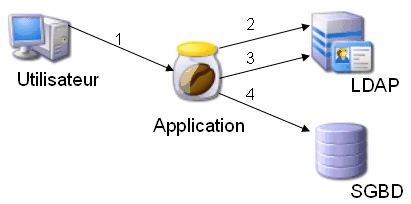 1
2
3
4
Utilisateur
Application
LDAP
SGBD